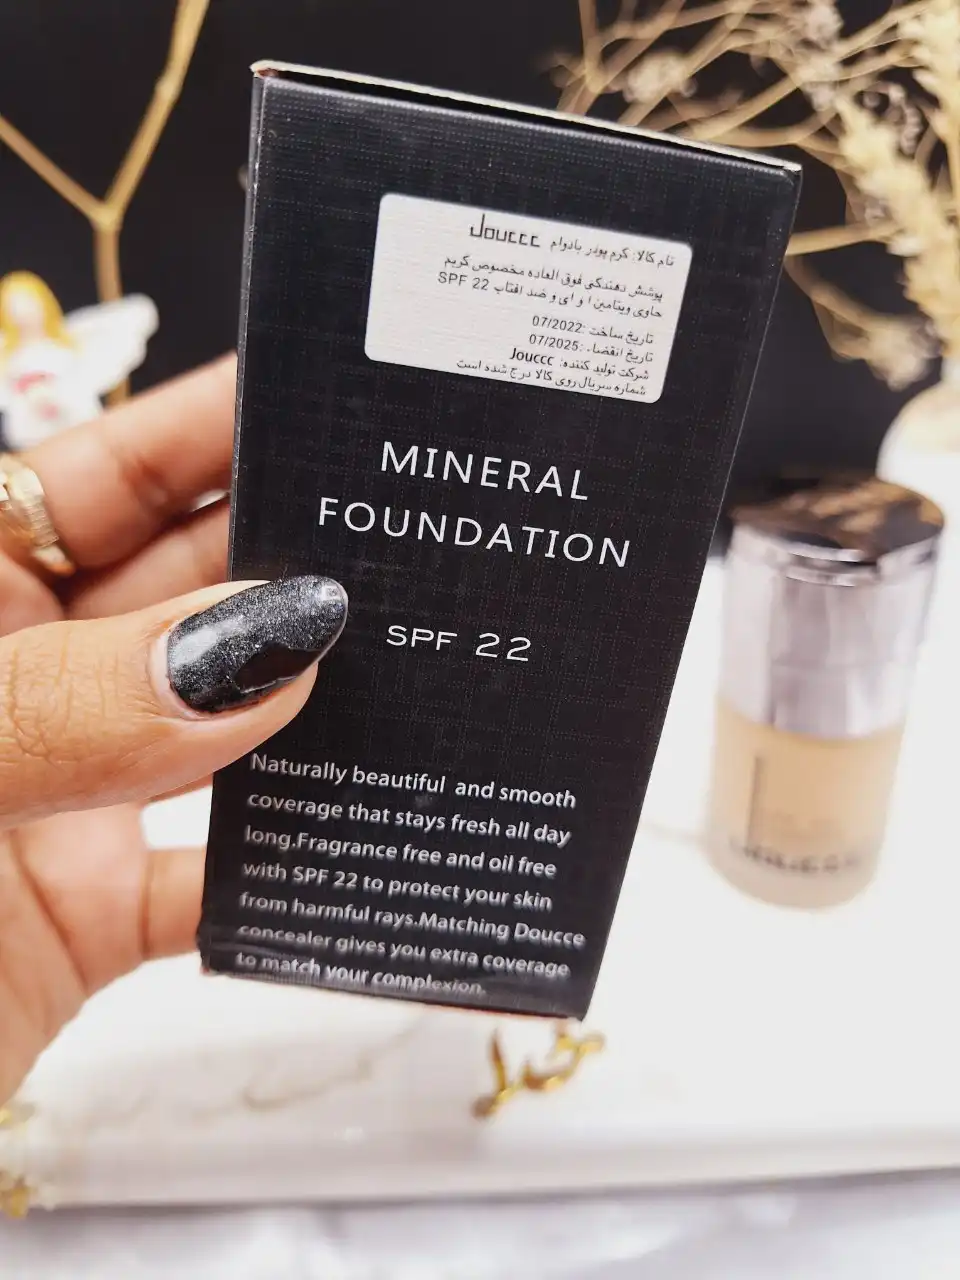 نام کالا: کرم پودر بادوام Jouccc
پوشش دهندگی فوق العاده مخصوص گریم
حاوی ویتامین ا و ای و ضد افتاب SPF 22
تاریخ ساخت :07/2022
تاریخ انقضاء :07/2025
شرکت تولید کننده: Jouccc
شماره سریال روی کالا درج شده است
MINERAL
FOUNDATION
SPF 22
Naturally beautiful and smooth
coverage that stays fresh all day
long.Fragrance free and oil free
with SPF 22 to protect your skin
from harmful rays.Matching Doucce
concealer gives you extra coverage
to match your complexion.